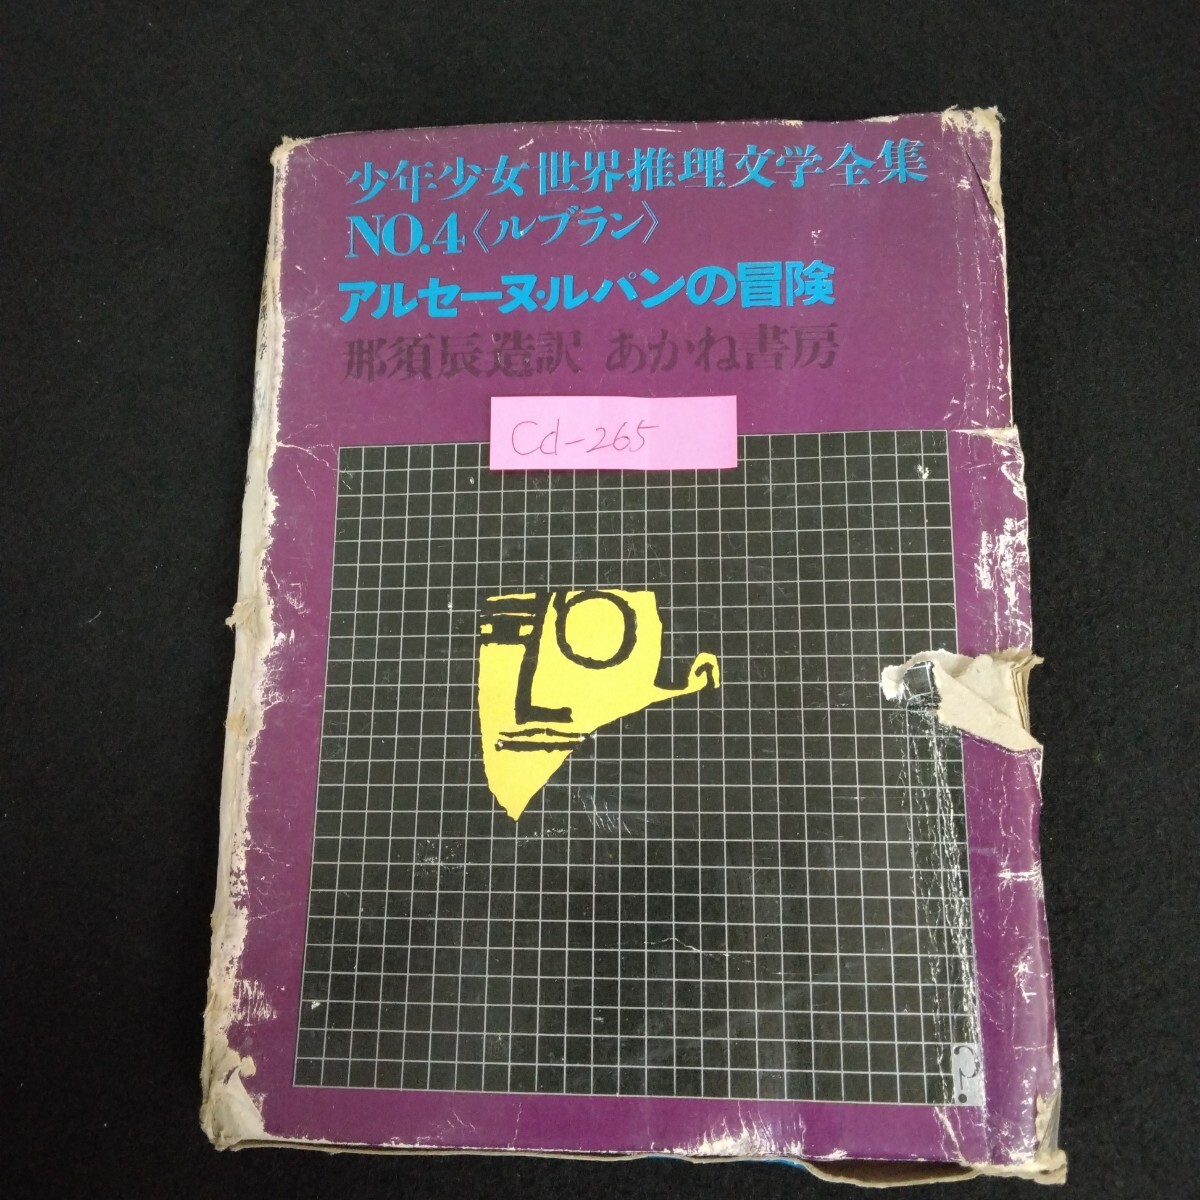 少年少女世界推理文学全集
NO.4〈ルブラン〉
アルセーヌ・ルパンの冒険
那須辰造訳 あかね書房
Cd-265